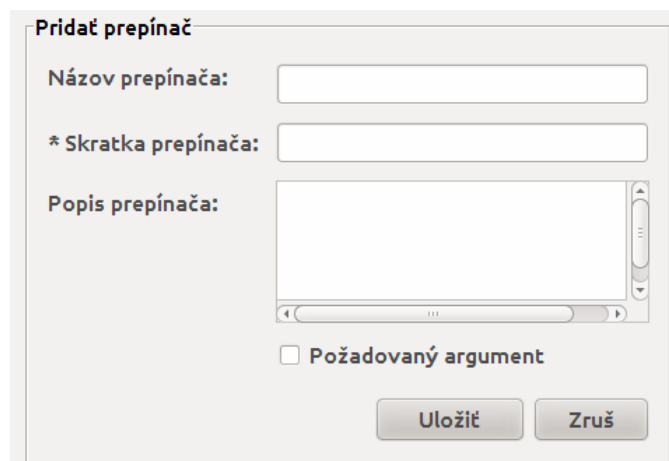 Pridať prepínač
Názov prepínača:
* Skratka prepínača:
Popis prepínača:
Požadovaný argument
Uložiť Zruš